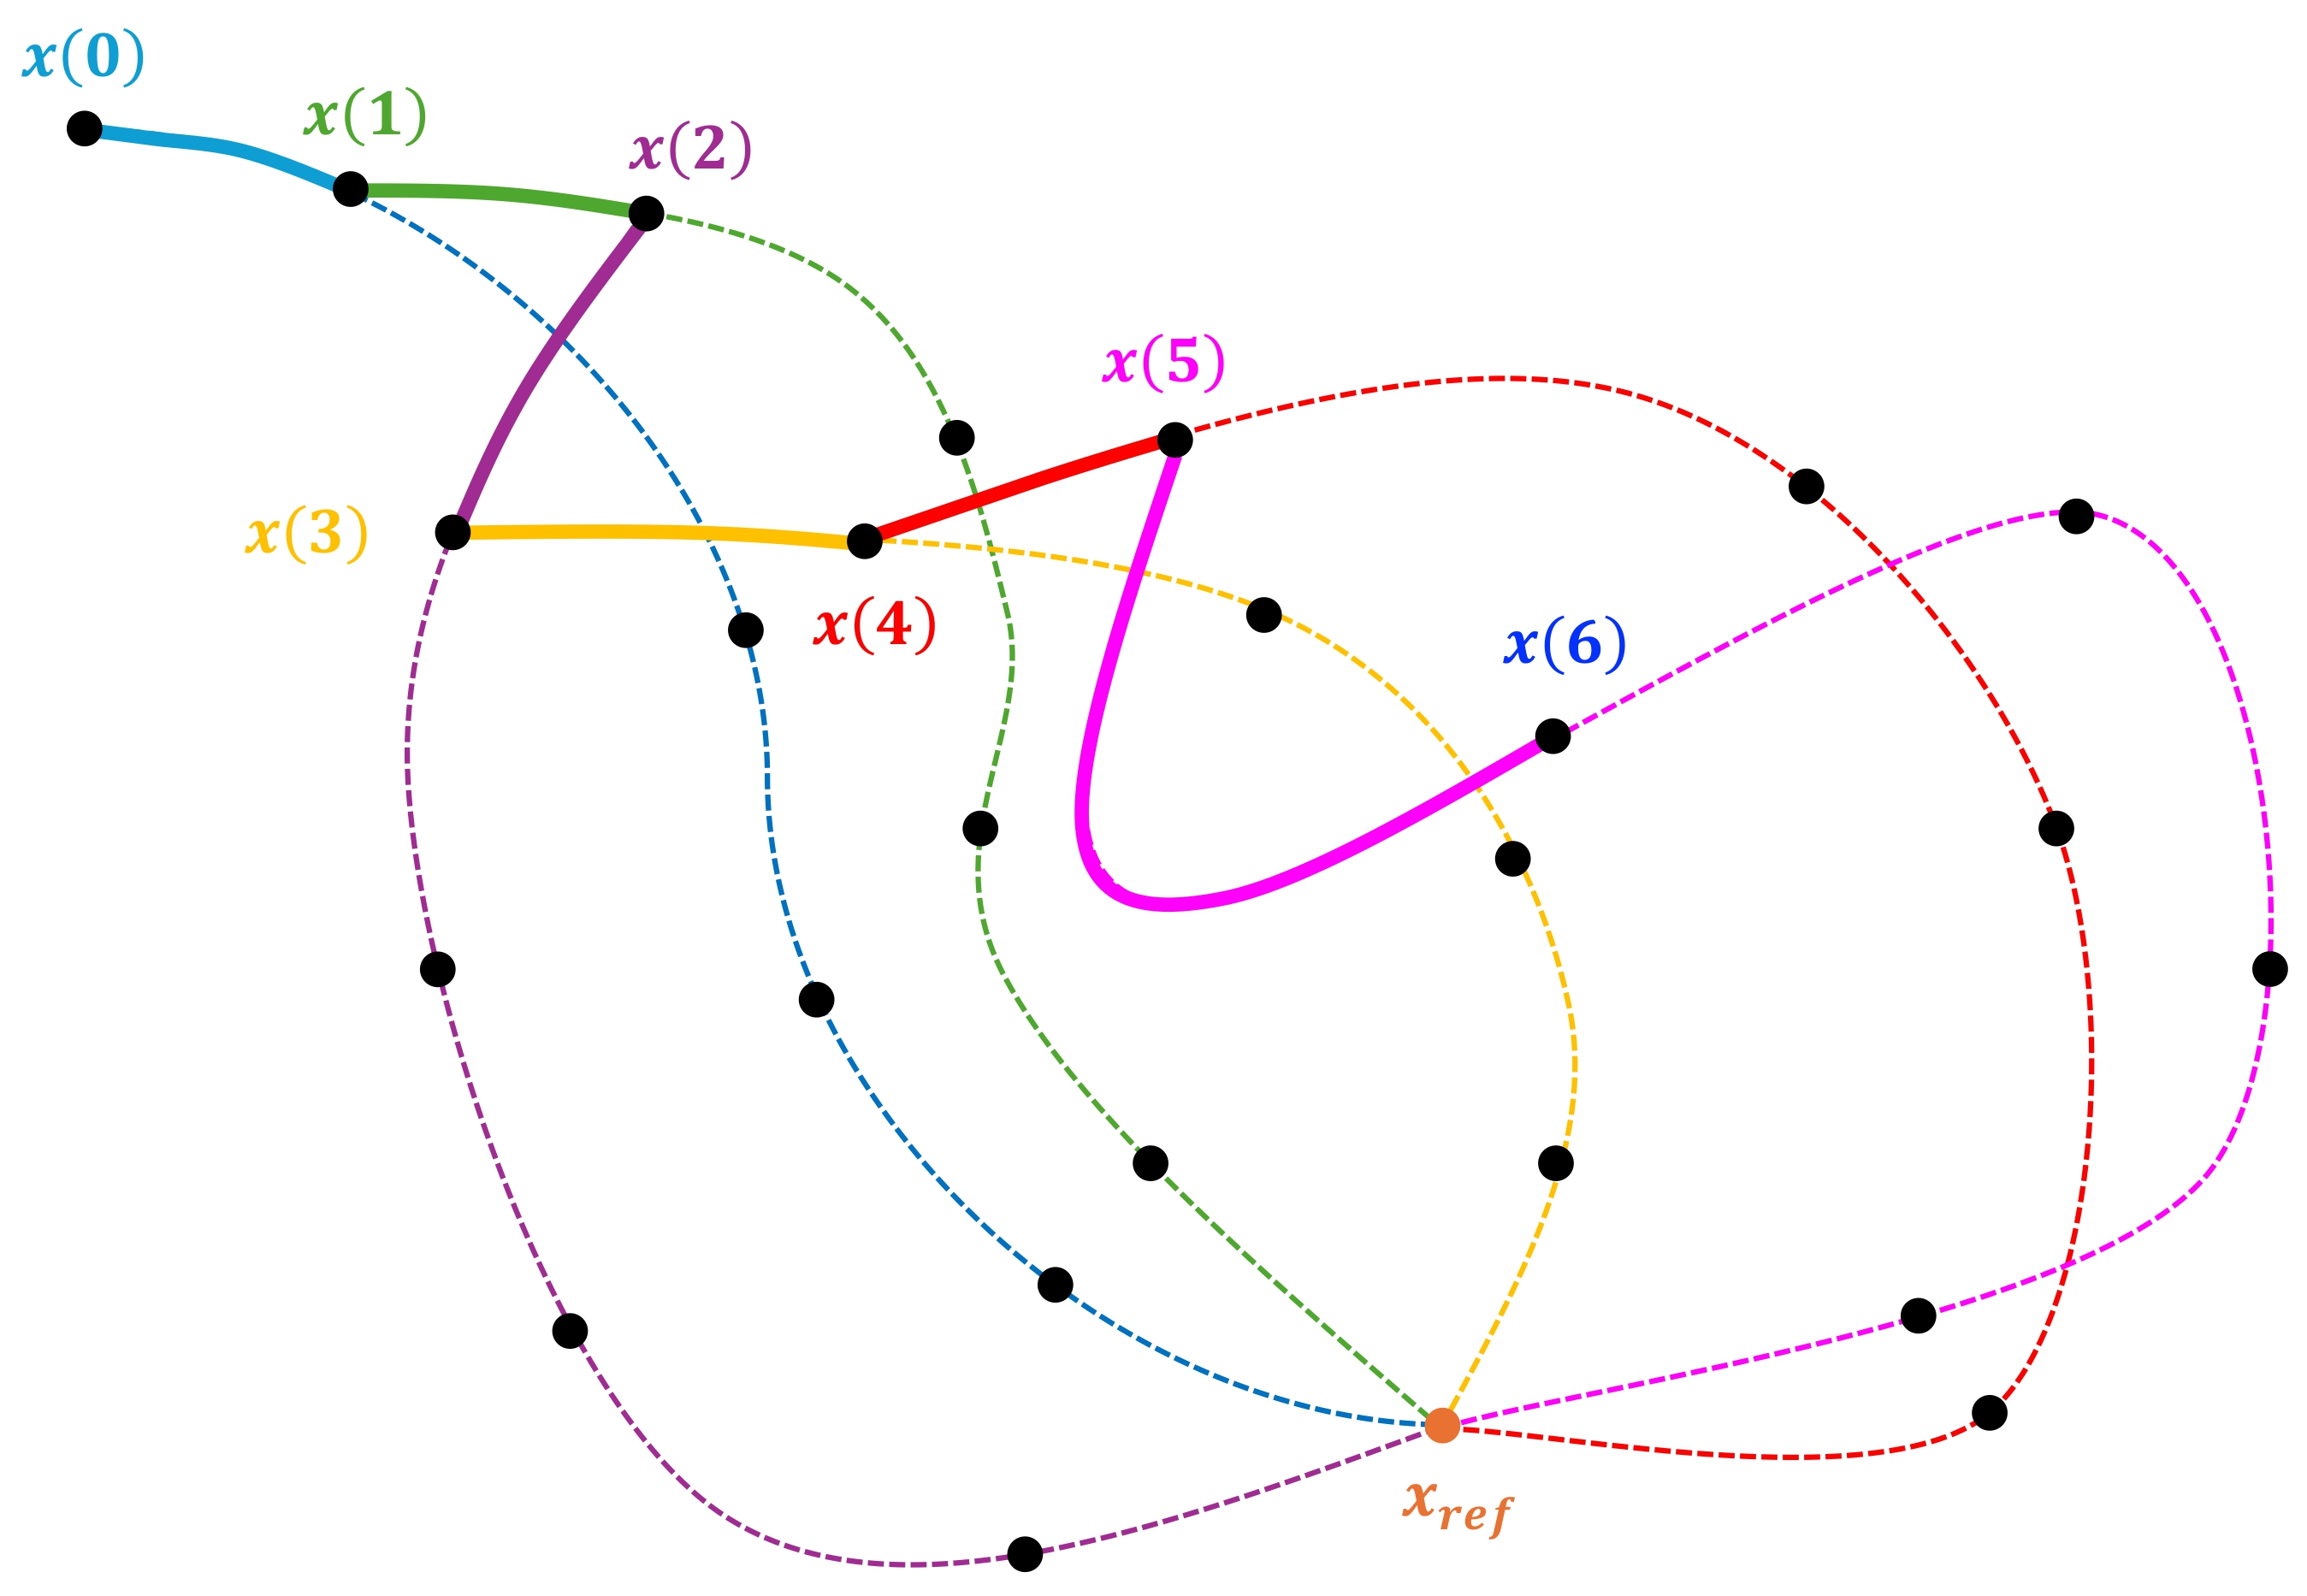 x(0)
x(1)
x(2)
x(5)
x(3)
x(4)
x(6)
x_ref